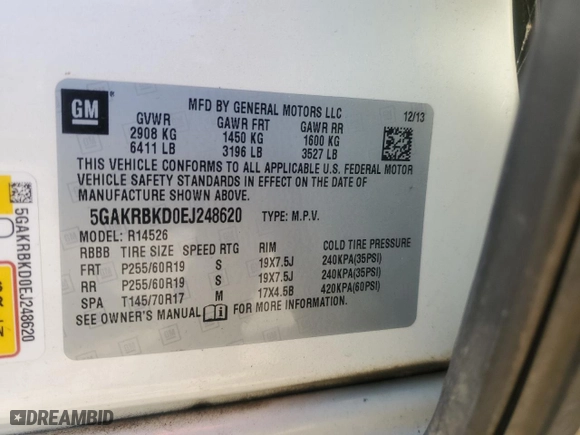 GM
MFD BY GENERAL MOTORS LLC
12/13
GVWR GAWR FRT GAWR RR
2908 KG 1450 KG 1600 KG
6411 LB 3196 LB 3527 LB
THIS VEHICLE CONFORMS TO ALL APPLICABLE U.S. FEDERAL MOTOR
VEHICLE SAFETY STANDARDS IN EFFECT ON THE DATE OF
MANUFACTURE SHOWN ABOVE.
5GAKRBKD0EJ248620 TYPE: M.P.V.
MODEL: R14526
RBBB TIRE SIZE SPEED RTG RIM COLD TIRE PRESSURE
FRT P255/60R19 S 19X7.5J 240KPA(35PSI)
RR P255/60R19 S 19X7.5J 240KPA(35PSI)
SPA T145/70R17 M 17X4.5B 420KPA(60PSI)
SEE OWNER'S MANUAL FOR MORE INFORMATION.
5GAKRBKD0EJ248620
DREAMBID